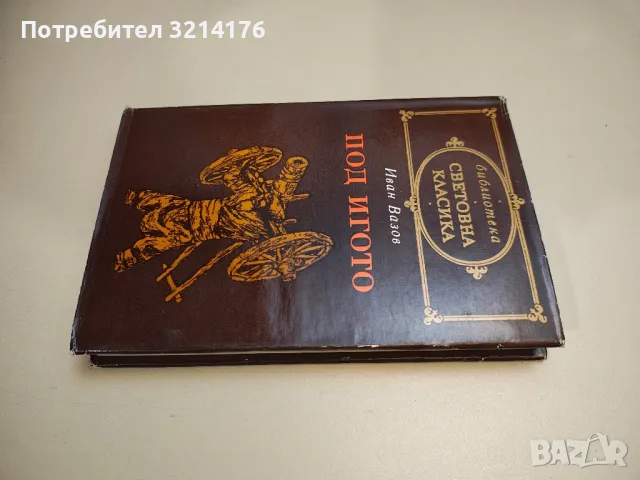 Потребител 3214176
библиотека
СВЕТОВНА
КЛАСИКА
Иван Вазов
ПОД ИГОТО
BAZAR